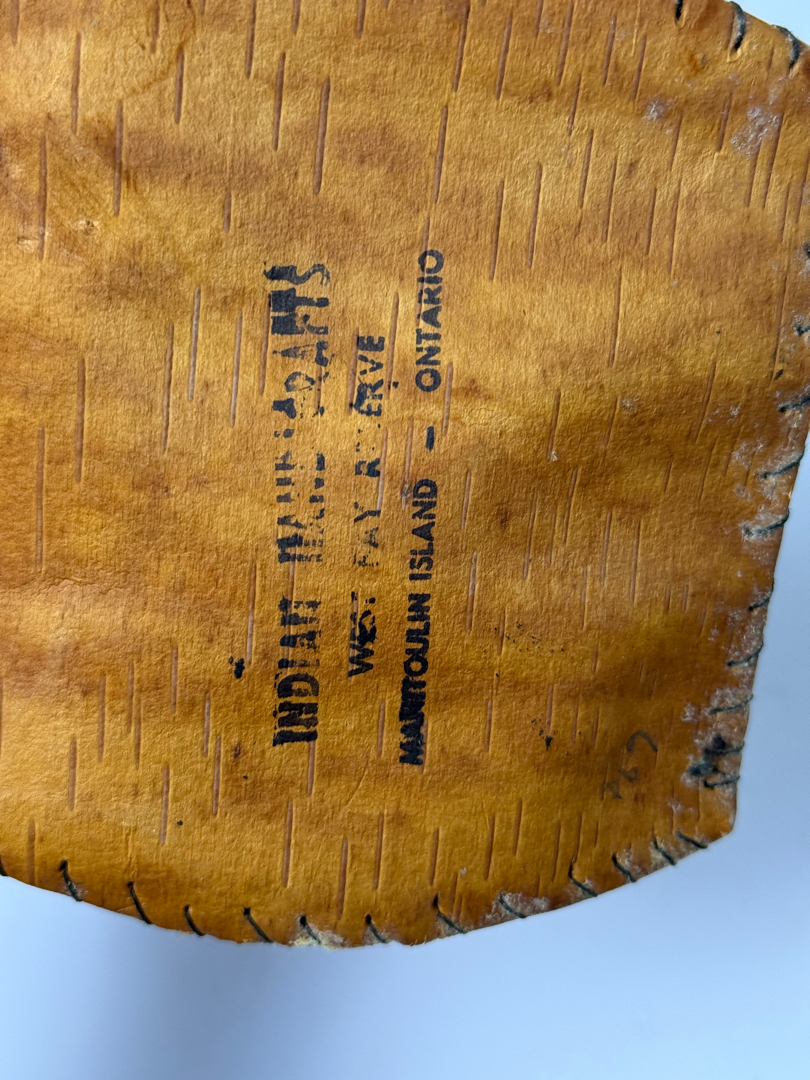 INDIAN HANDICRAFTS
WEST BAY RESERVE
MANITOULIN ISLAND – ONTARIO